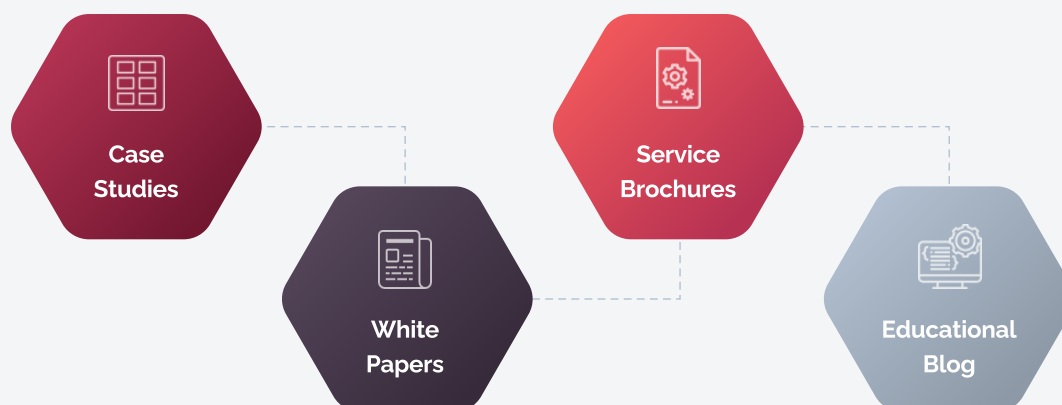 Case
Studies
White
Papers
Service
Brochures
Educational
Blog